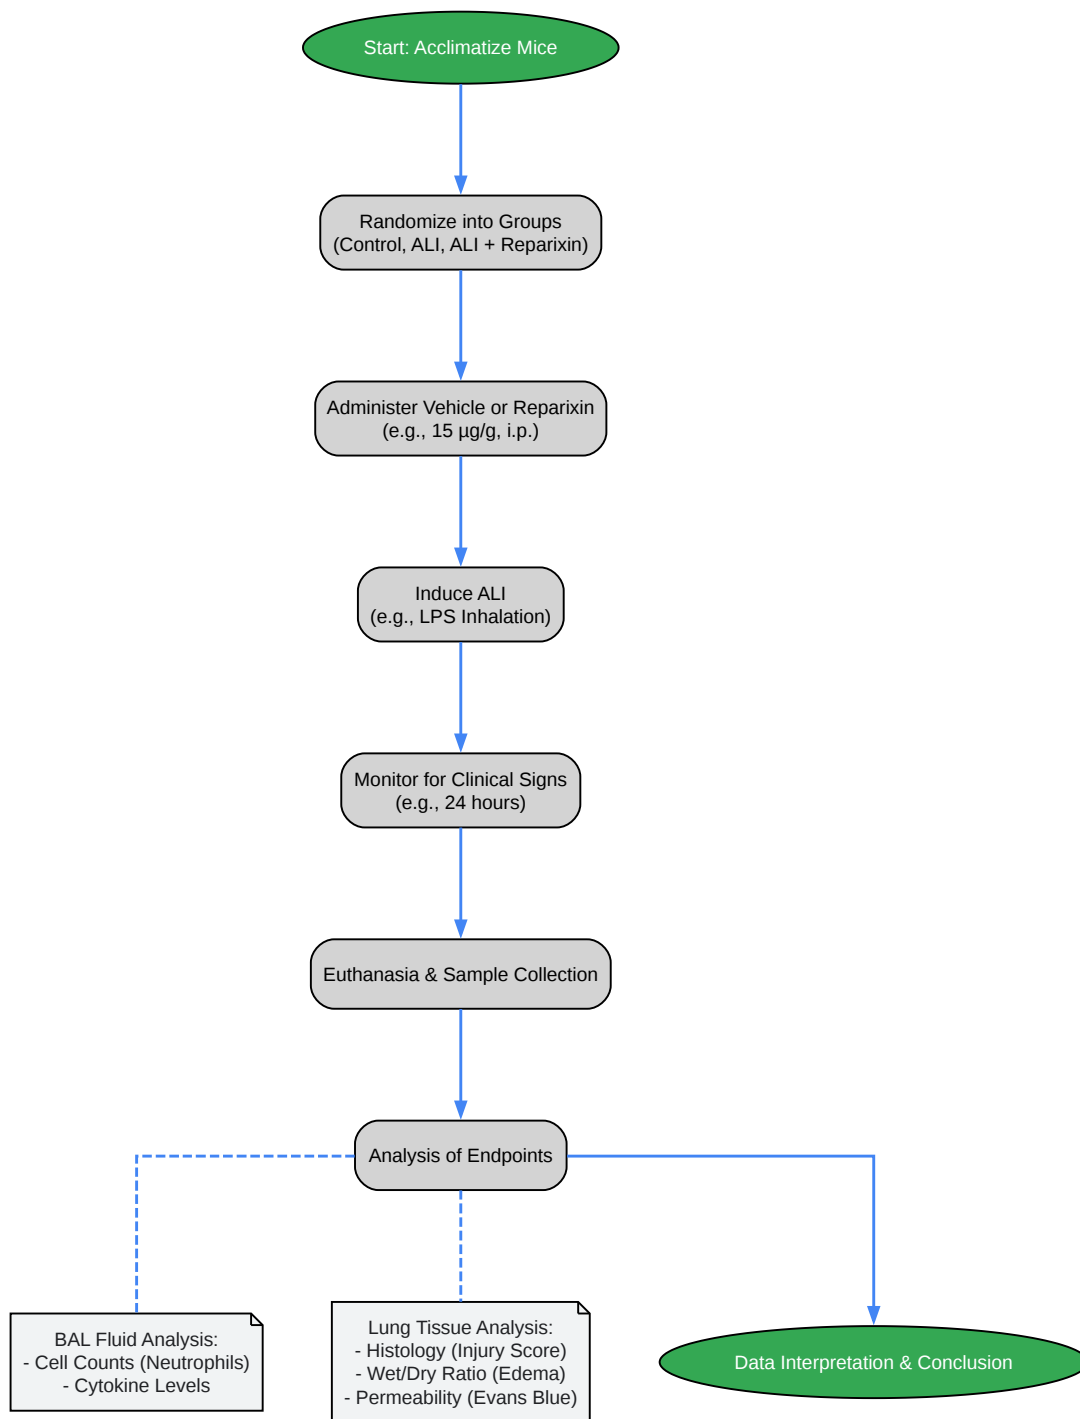 Start: Acclimatize Mice
Randomize into Groups
(Control, ALI, ALI + Reparixin)
Administer Vehicle or Reparixin
(e.g., 15 µg/g, i.p.)
Induce ALI
(e.g., LPS Inhalation)
Monitor for Clinical Signs
(e.g., 24 hours)
Euthanasia & Sample Collection
Analysis of Endpoints
BAL Fluid Analysis:
- Cell Counts (Neutrophils)
- Cytokine Levels
Lung Tissue Analysis:
- Histology (Injury Score)
- Wet/Dry Ratio (Edema)
- Permeability (Evans Blue)
Data Interpretation & Conclusion